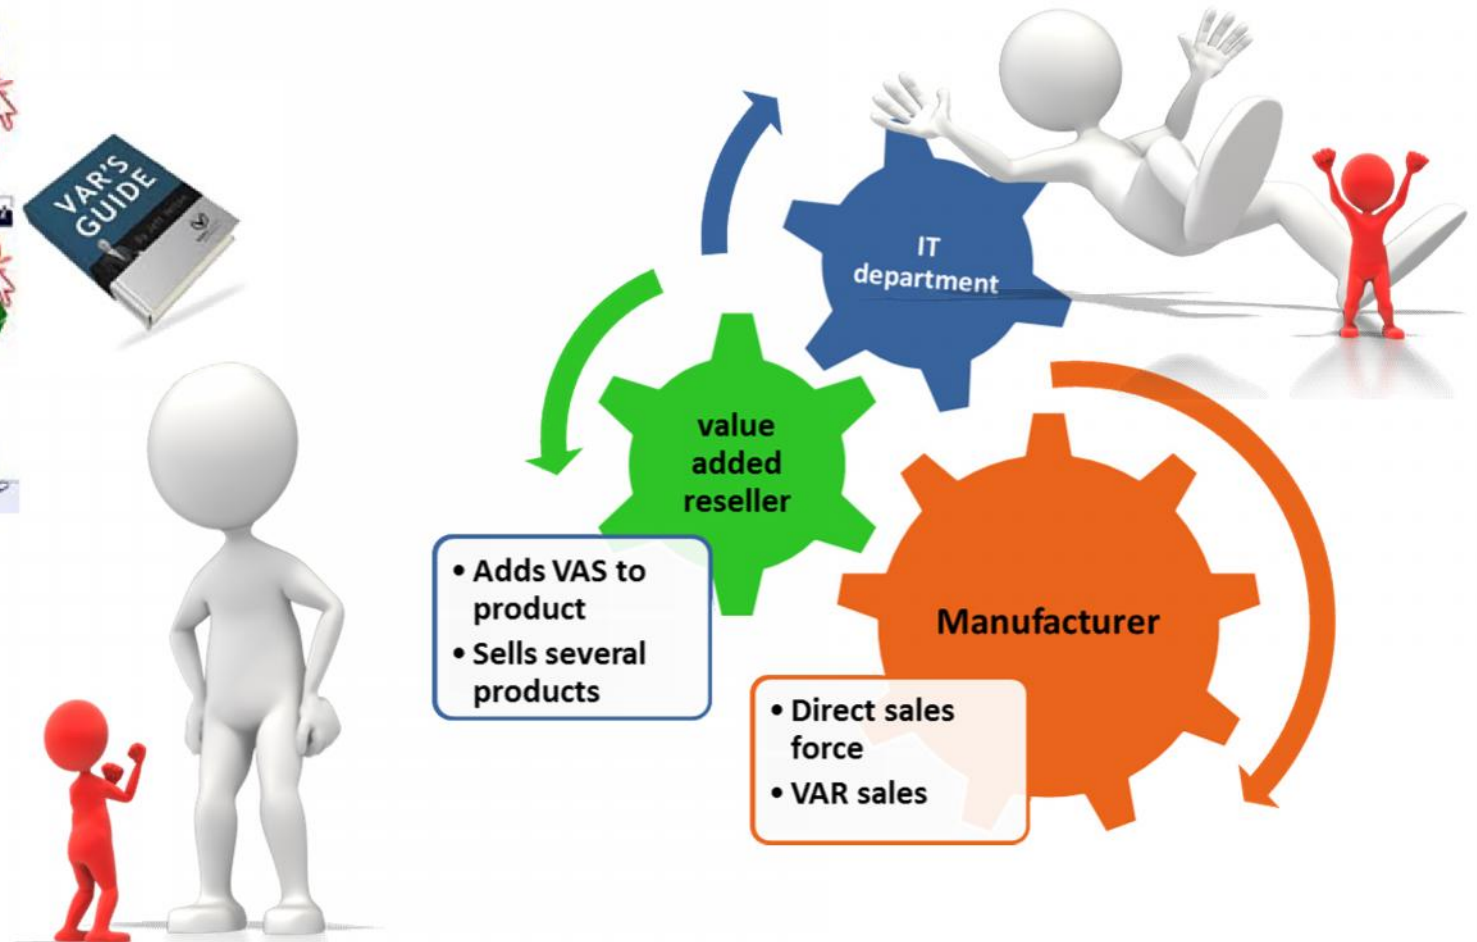 VAR'S
GUIDE
IT
department
value
added
reseller
• Adds VAS to
product
• Sells several
products
Manufacturer
• Direct sales
force
• VAR sales